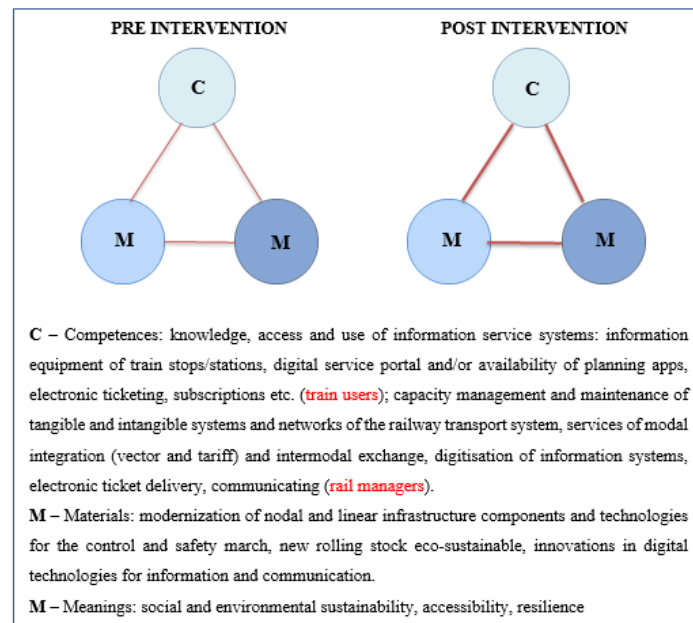 PRE INTERVENTION POST INTERVENTION
C C
M M M M
C – Competences: knowledge, access and use of information service systems: information
equipment of train stops/stations, digital service portal and/or availability of planning apps,
electronic ticketing, subscriptions etc. (train users); capacity management and maintenance of
tangible and intangible systems and networks of the railway transport system, services of modal
integration (vector and tariff) and intermodal exchange, digitisation of information systems,
electronic ticket delivery, communicating (rail managers).
M – Materials: modernization of nodal and linear infrastructure components and technologies
for the control and safety march, new rolling stock eco-sustainable, innovations in digital
technologies for information and communication.
M – Meanings: social and environmental sustainability, accessibility, resilience